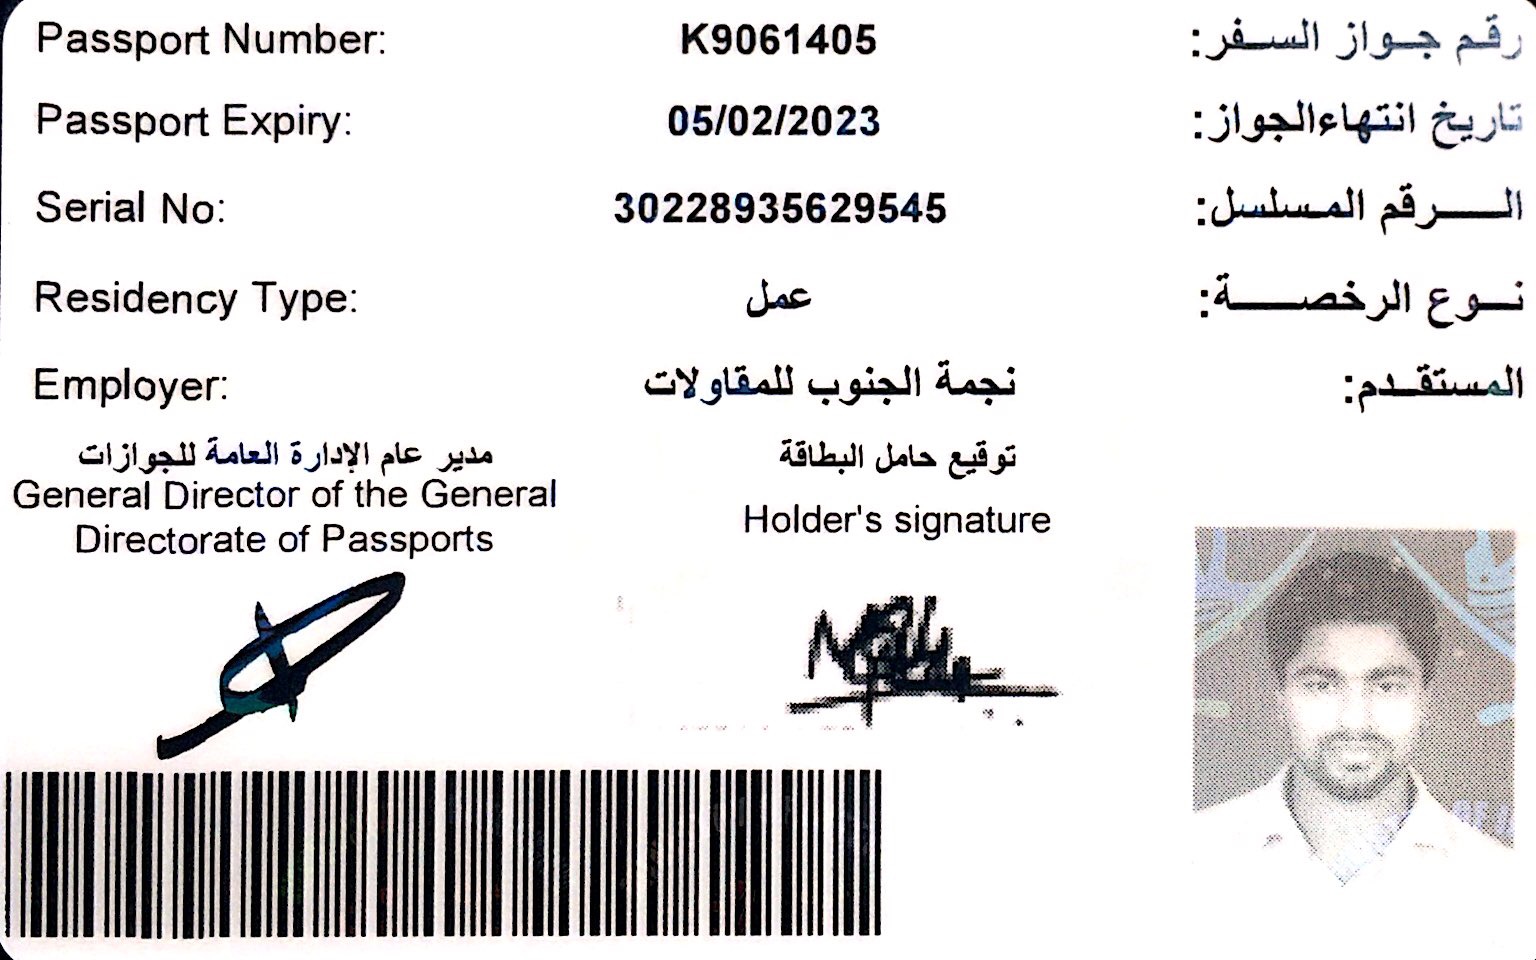 Passport Number: K9061405 رقم جواز السفر:
Passport Expiry: 05/02/2023 تاريخ انتهاءالجواز:
Serial No: 30228935629545 الرقم المسلسل:
Residency Type: عمل نوع الرخصة:
Employer: نجمة الجنوب للمقاولات المستقدم:
مدير عام الإدارة العامة للجوازات توقيع حامل البطاقة
General Director of the General
Directorate of Passports
Holder's signature